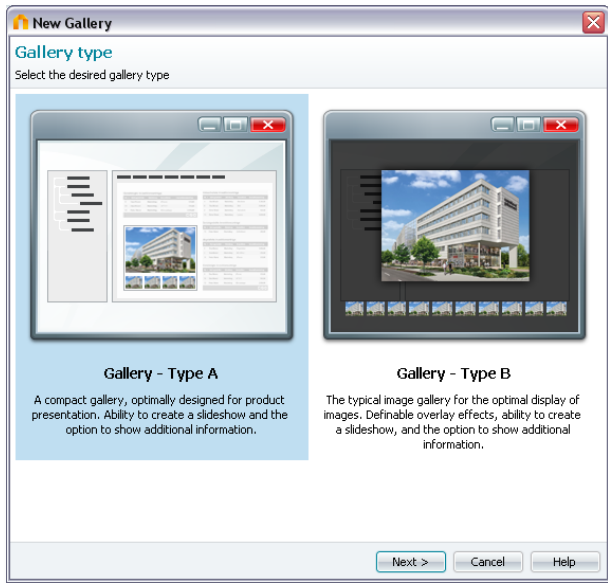 New Gallery
Gallery type
Select the desired gallery type
Gallery - Type A
A compact gallery, optimally designed for product
presentation. Ability to create a slideshow and the
option to show additional information.
Gallery - Type B
The typical image gallery for the optimal display of
images. Definable overlay effects, ability to create
a slideshow, and the option to show additional
information.
Next >
Cancel
Help